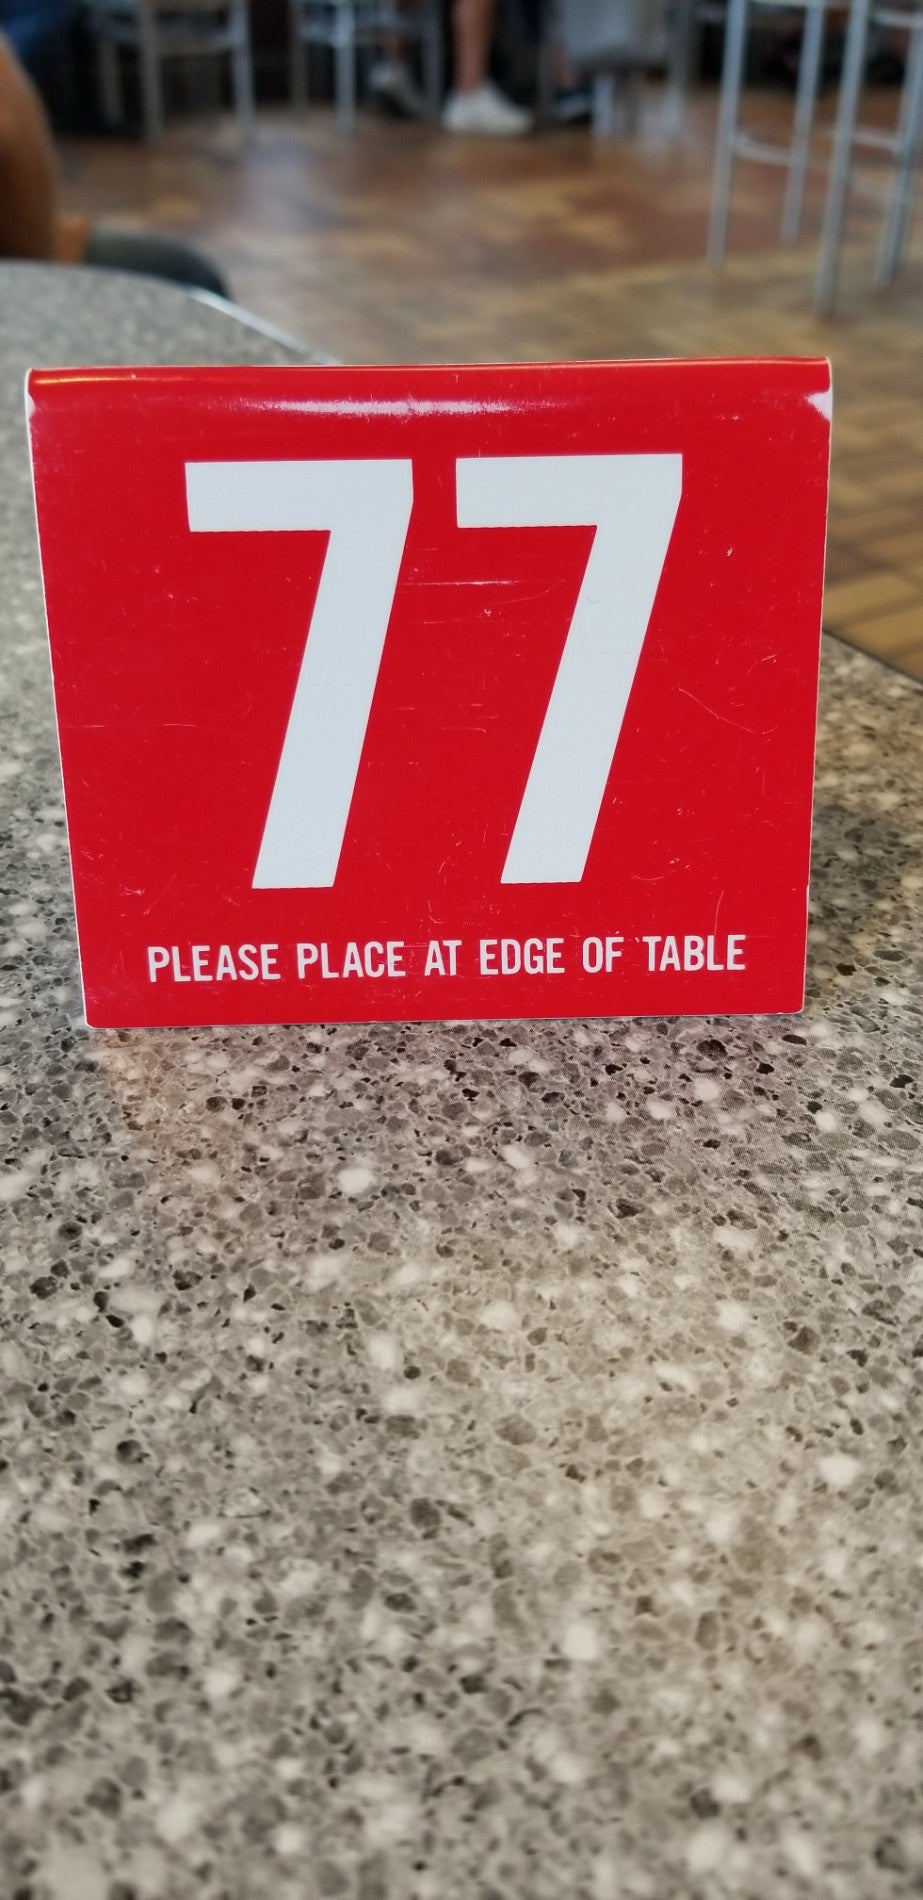 77
PLEASE PLACE AT EDGE OF TABLE